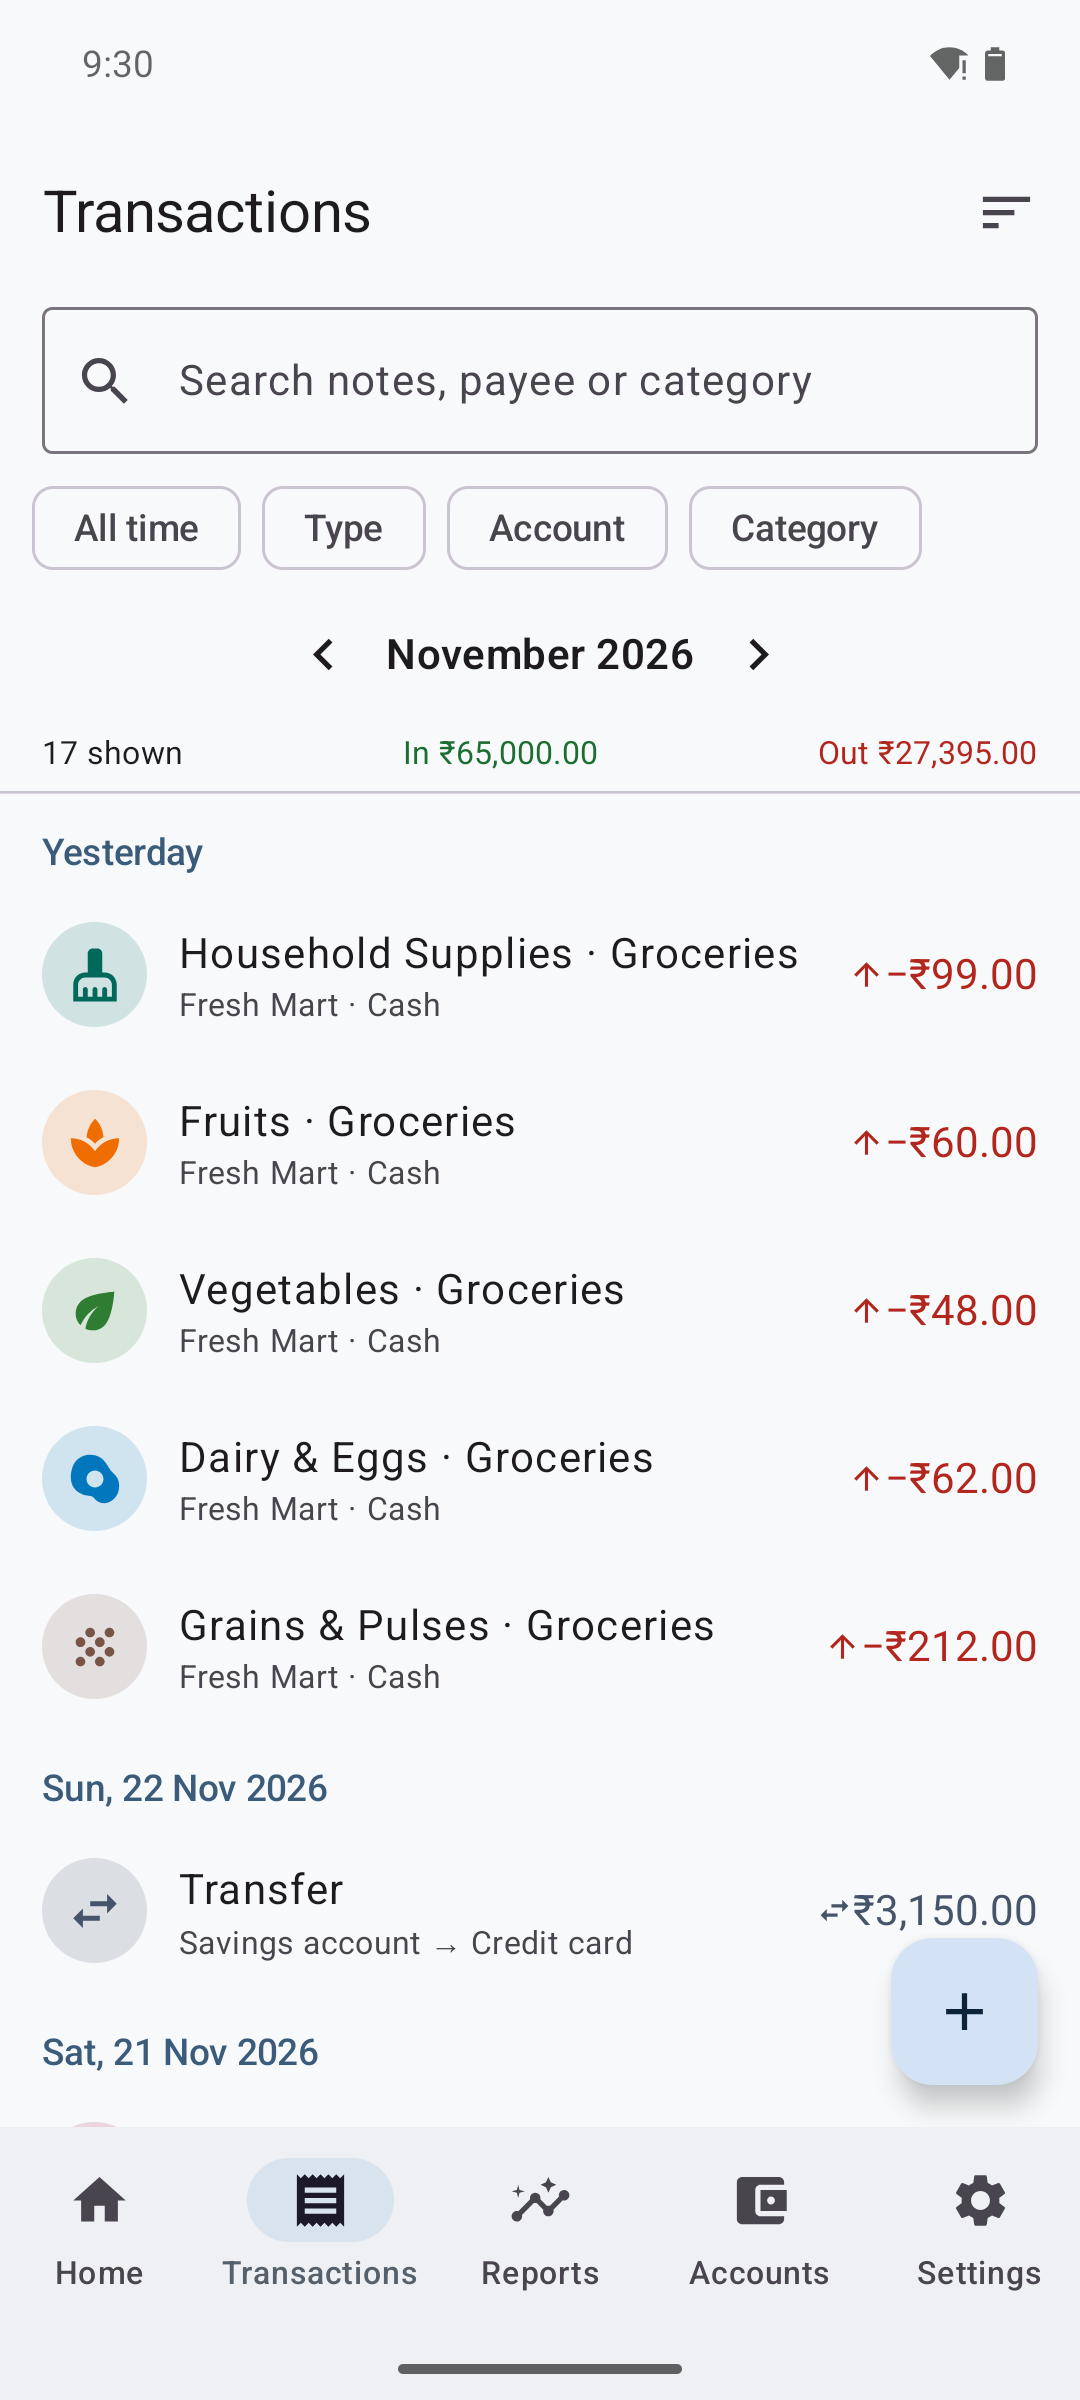 9:30
Transactions
Search notes, payee or category
All time
Type
Account
Category
November 2026
17 shown
In ₹65,000.00
Out ₹27,395.00
Yesterday
Household Supplies · Groceries
Fresh Mart · Cash
↑−₹99.00
Fruits · Groceries
Fresh Mart · Cash
↑−₹60.00
Vegetables · Groceries
Fresh Mart · Cash
↑−₹48.00
Dairy & Eggs · Groceries
Fresh Mart · Cash
↑−₹62.00
Grains & Pulses · Groceries
Fresh Mart · Cash
↑−₹212.00
Sun, 22 Nov 2026
Transfer
Savings account → Credit card
₹3,150.00
Sat, 21 Nov 2026
Home
Transactions
Reports
Accounts
Settings